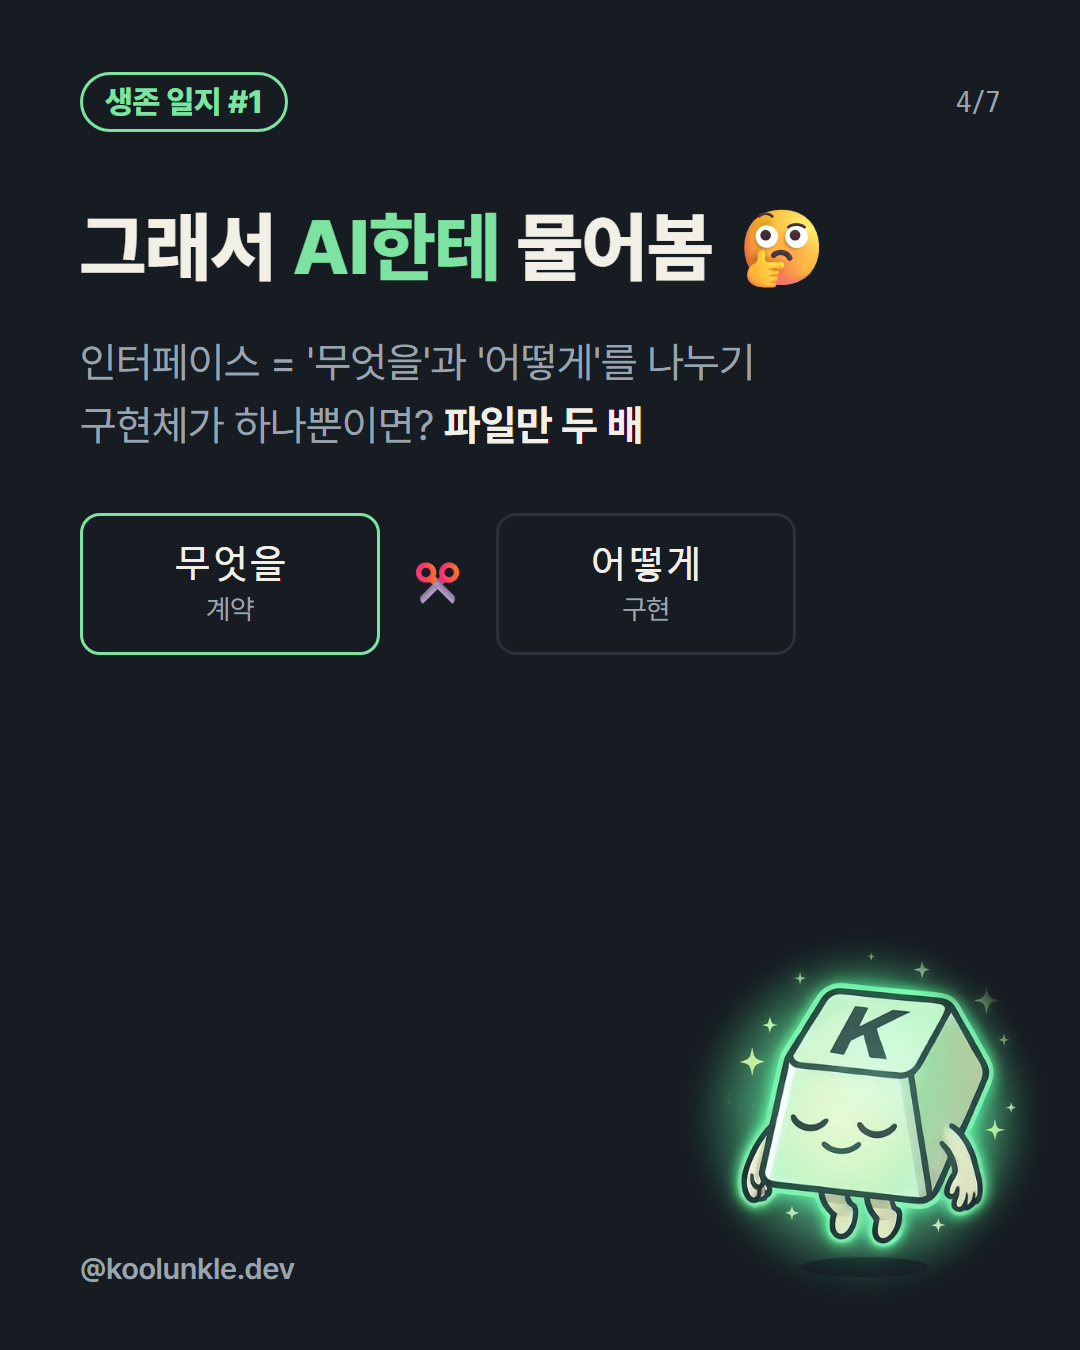 생존 일지 #1
4/7
그래서 AI한테 물어봄 🤔
인터페이스 = '무엇을'과 '어떻게'를 나누기
구현체가 하나뿐이면? 파일만 두 배
무엇을
계약
어떻게
구현
K
@koolunkle.dev